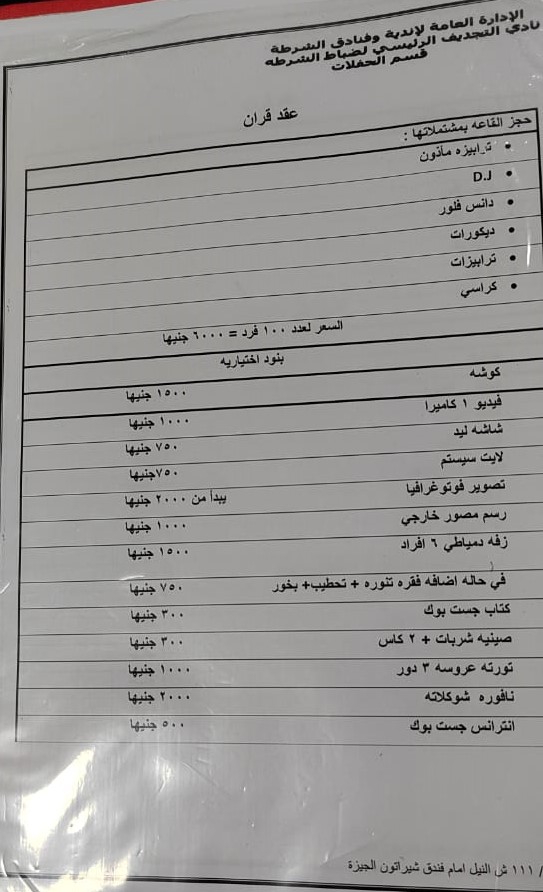 الإدارة العامة لإندية وفنادق الشرطة
نادي التجديف الرئيسي لضباط الشرطه
قسم الحفلات
عقد قران
حجز القاعه بمشتملاتها :
• ترابيزه مأذون
• D.J
• دانس فلور
• ديكورات
• ترابيزات
• كراسي
السعر لعدد ١٠٠ فرد = ٦٠٠٠ جنيها
بنود اختياريه
كوشه ١٥٠٠ جنيها
فيديو ١ كاميرا ١٠٠٠ جنيها
شاشه ليد ٧٥٠ جنيها
لايت سيستم ٧٥٠جنيها
تصوير فوتوغرافيا يبدأ من ٢٠٠٠ جنيها
رسم مصور خارجي ١٠٠٠ جنيها
زفه دمياطي ٦ افراد ١٥٠٠ جنيها
في حاله اضافه فقره تنوره + تحطيب+ بخور ٧٥٠ جنيها
كتاب جست بوك ٣٠٠ جنيها
صينيه شربات + ٢ كاس ٣٠٠ جنيها
تورته عروسه ٣ دور ١٠٠٠ جنيها
نافوره شوكلاته ٢٠٠٠ جنيها
انترانس جست بوك ٥٠٠ جنيها
/ ١١١ ش النيل امام فندق شيراتون الجيزة